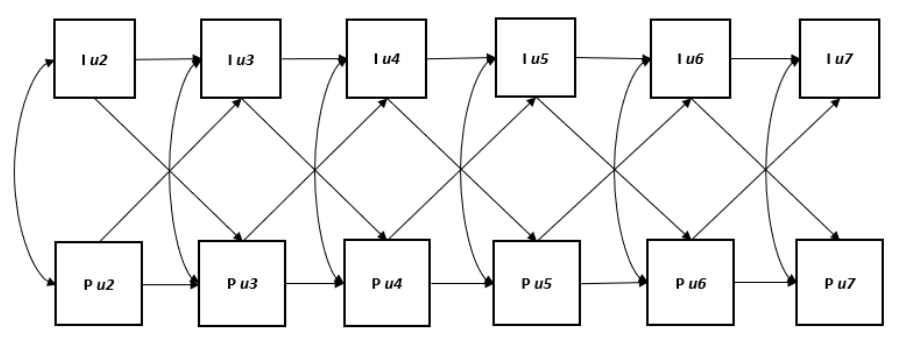 I u2
I u3
I u4
I u5
I u6
I u7
P u2
P u3
P u4
P u5
P u6
P u7